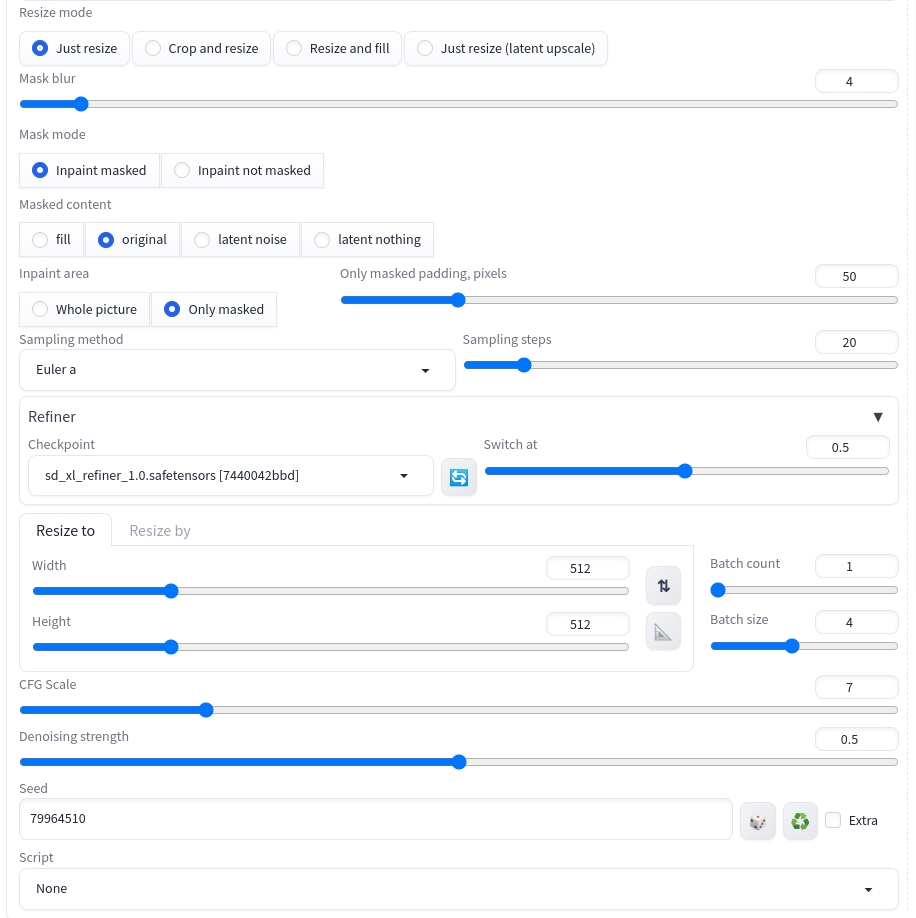 Resize mode
Just resize
Crop and resize
Resize and fill
Just resize (latent upscale)
Mask blur
4
Mask mode
Inpaint masked
Inpaint not masked
Masked content
fill
original
latent noise
latent nothing
Inpaint area
Only masked padding, pixels
50
Whole picture
Only masked
Sampling method
Sampling steps
20
Euler a
Refiner
Checkpoint
Switch at
0.5
sd_xl_refiner_1.0.safetensors [7440042bbd]
Resize to
Resize by
Width
512
Height
512
Batch count
1
Batch size
4
CFG Scale
7
Denoising strength
0.5
Seed
79964510
Extra
Script
None